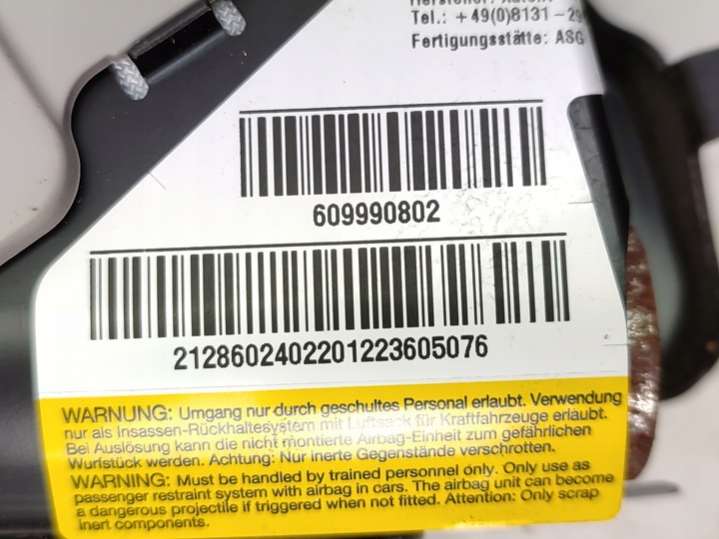 Tel.: +49(0)8131-29
Fertigungsstätte: ASG
609990802
2128602402201223605076
WARNUNG: Umgang nur durch geschultes Personal erlaubt. Verwendung
nur als Insassen-Rückhaltesystem mit Luftsack für Kraftfahrzeuge erlaubt.
Bei Auslösung kann die nicht montierte Airbag-Einheit zum gefährlichen
Wurfstück werden. Achtung: Nur inerte Gegenstände verschrotten.
WARNING: Must be handled by trained personnel only. Only use as
passenger restraint system with airbag in cars. The airbag unit can become
a dangerous projectile if triggered when not fitted. Attention: Only scrap
inert components.